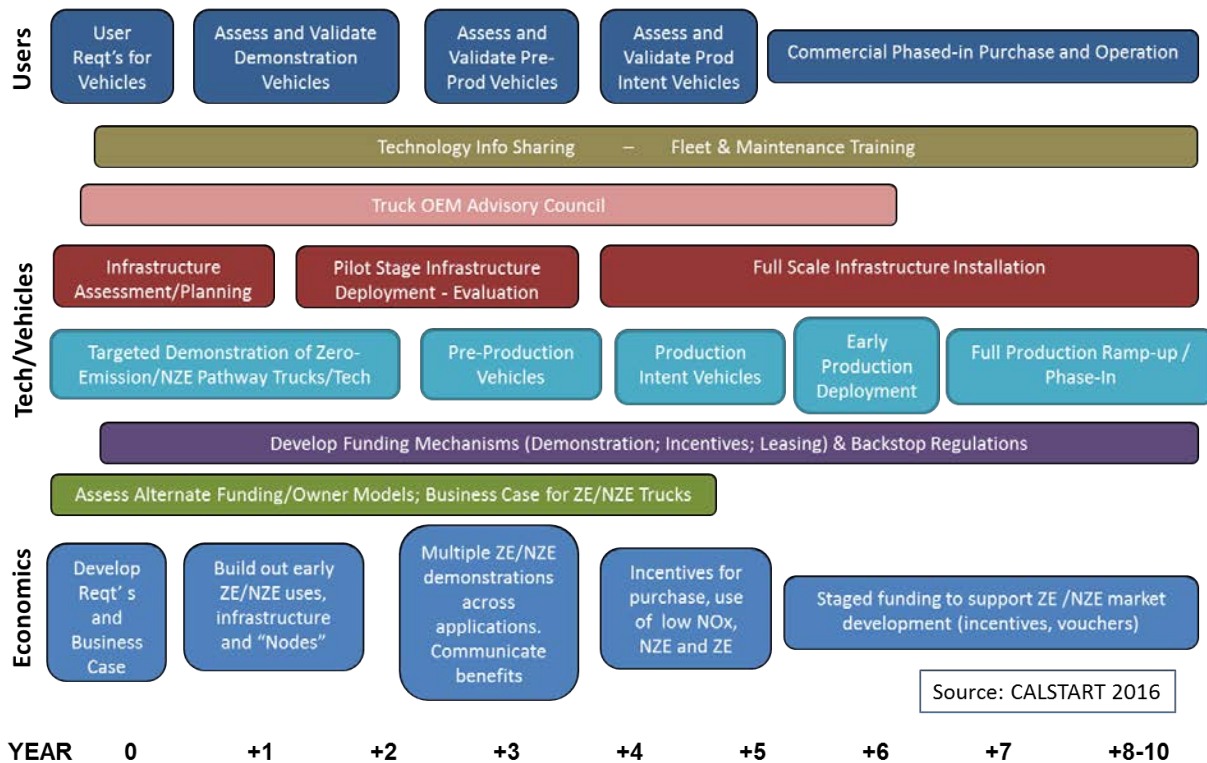 Users
User
Reqt's for
Vehicles
Assess and Validate
Demonstration
Vehicles
Assess and
Validate Pre-
Prod Vehicles
Assess and
Validate Prod
Intent Vehicles
Commercial Phased-in Purchase and Operation
Technology Info Sharing – Fleet & Maintenance Training
Truck OEM Advisory Council
Tech/Vehicles
Infrastructure
Assessment/Planning
Pilot Stage Infrastructure
Deployment - Evaluation
Full Scale Infrastructure Installation
Targeted Demonstration of Zero-
Emission/NZE Pathway Trucks/Tech
Pre-Production
Vehicles
Production
Intent Vehicles
Early
Production
Deployment
Full Production Ramp-up /
Phase-In
Develop Funding Mechanisms (Demonstration; Incentives; Leasing) & Backstop Regulations
Assess Alternate Funding/Owner Models; Business Case for ZE/NZE Trucks
Economics
Develop
Reqt' s
and
Business
Case
Build out early
ZE/NZE uses,
infrastructure
and “Nodes”
Multiple ZE/NZE
demonstrations
across
applications.
Communicate
benefits
Incentives for
purchase, use
of low NOx,
NZE and ZE
Staged funding to support ZE /NZE market
development (incentives, vouchers)
Source: CALSTART 2016
YEAR 0 +1 +2 +3 +4 +5 +6 +7 +8-10